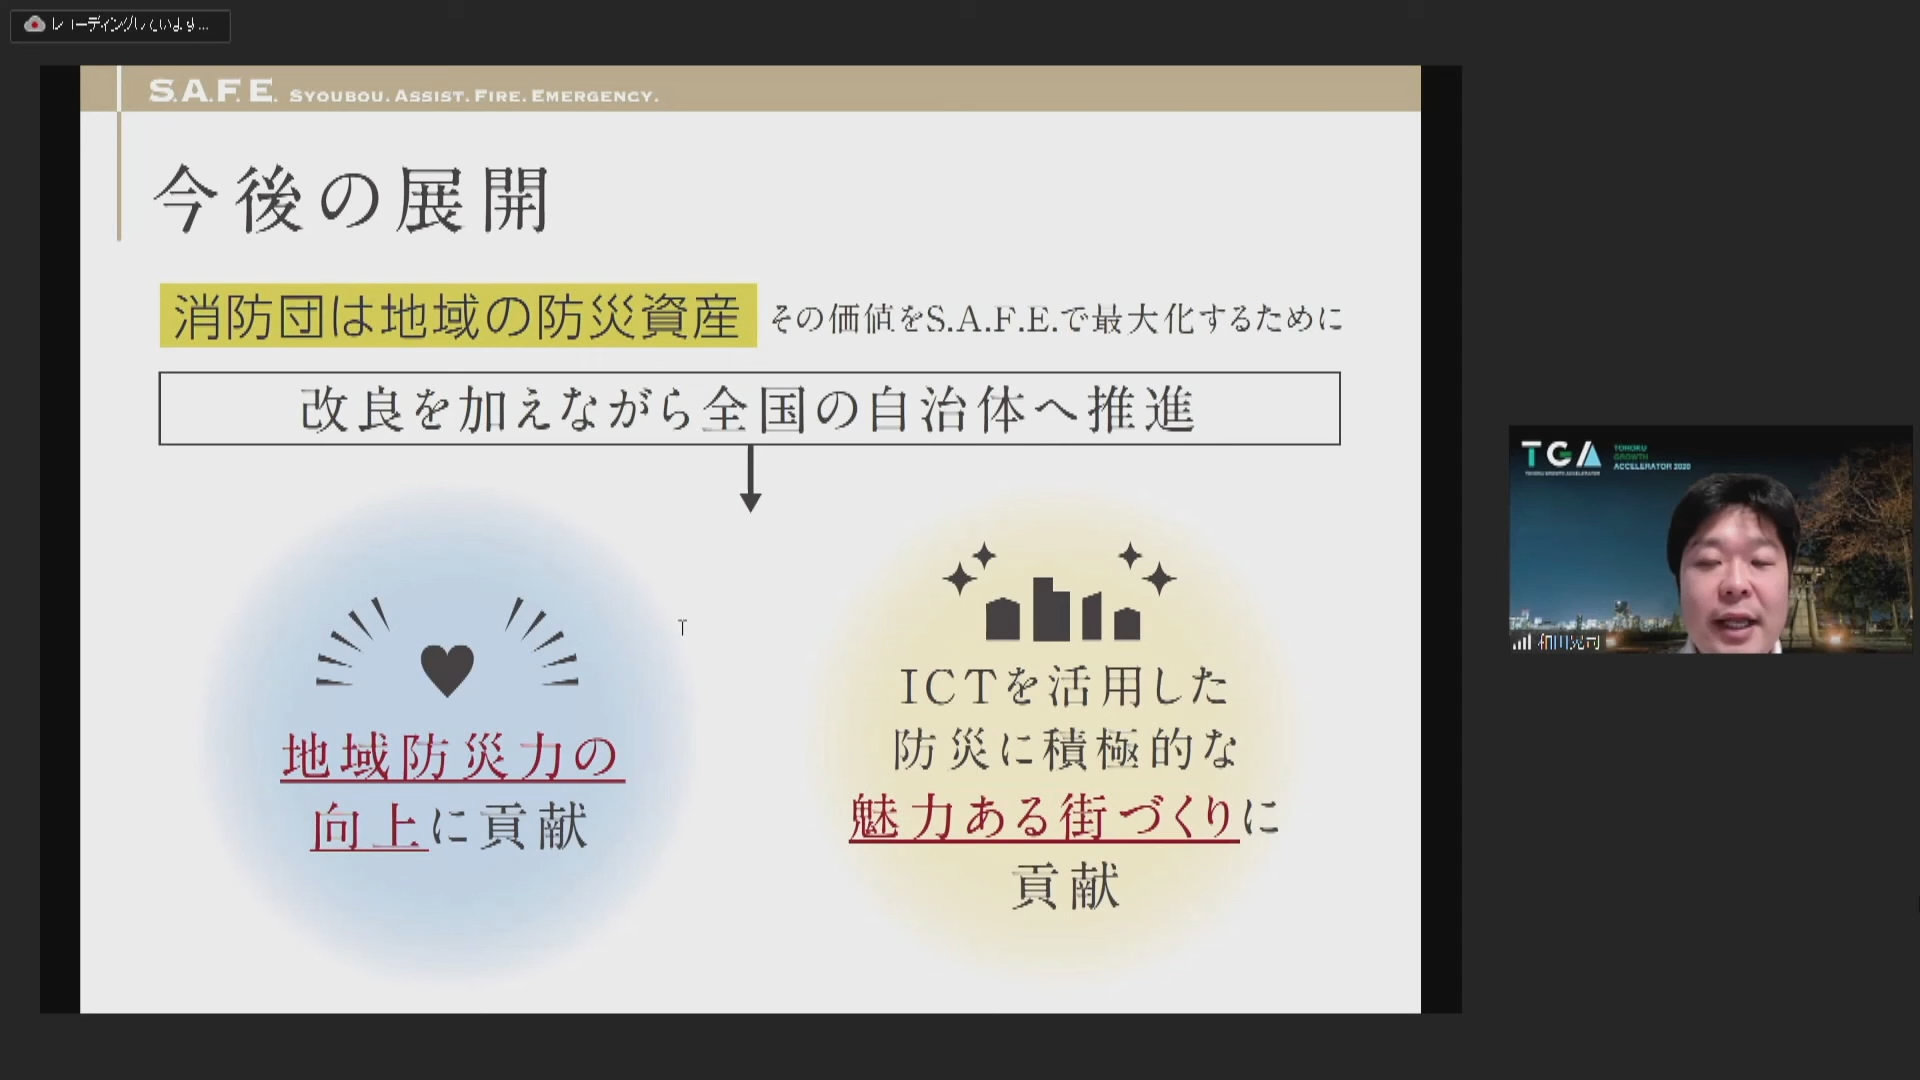 S.A.F.E. SYOUBOU. ASSIST. FIRE. EMERGENCY.
今後の展開
消防団は地域の防災資産 その価値をS.A.F.E.で最大化するために
改良を加えながら全国の自治体へ推進
地域防災力の
向上に貢献
ICTを活用した
防災に積極的な
魅力ある街づくりに
貢献
TGA
TOHOKU
GROWTH
ACCELERATOR 2020